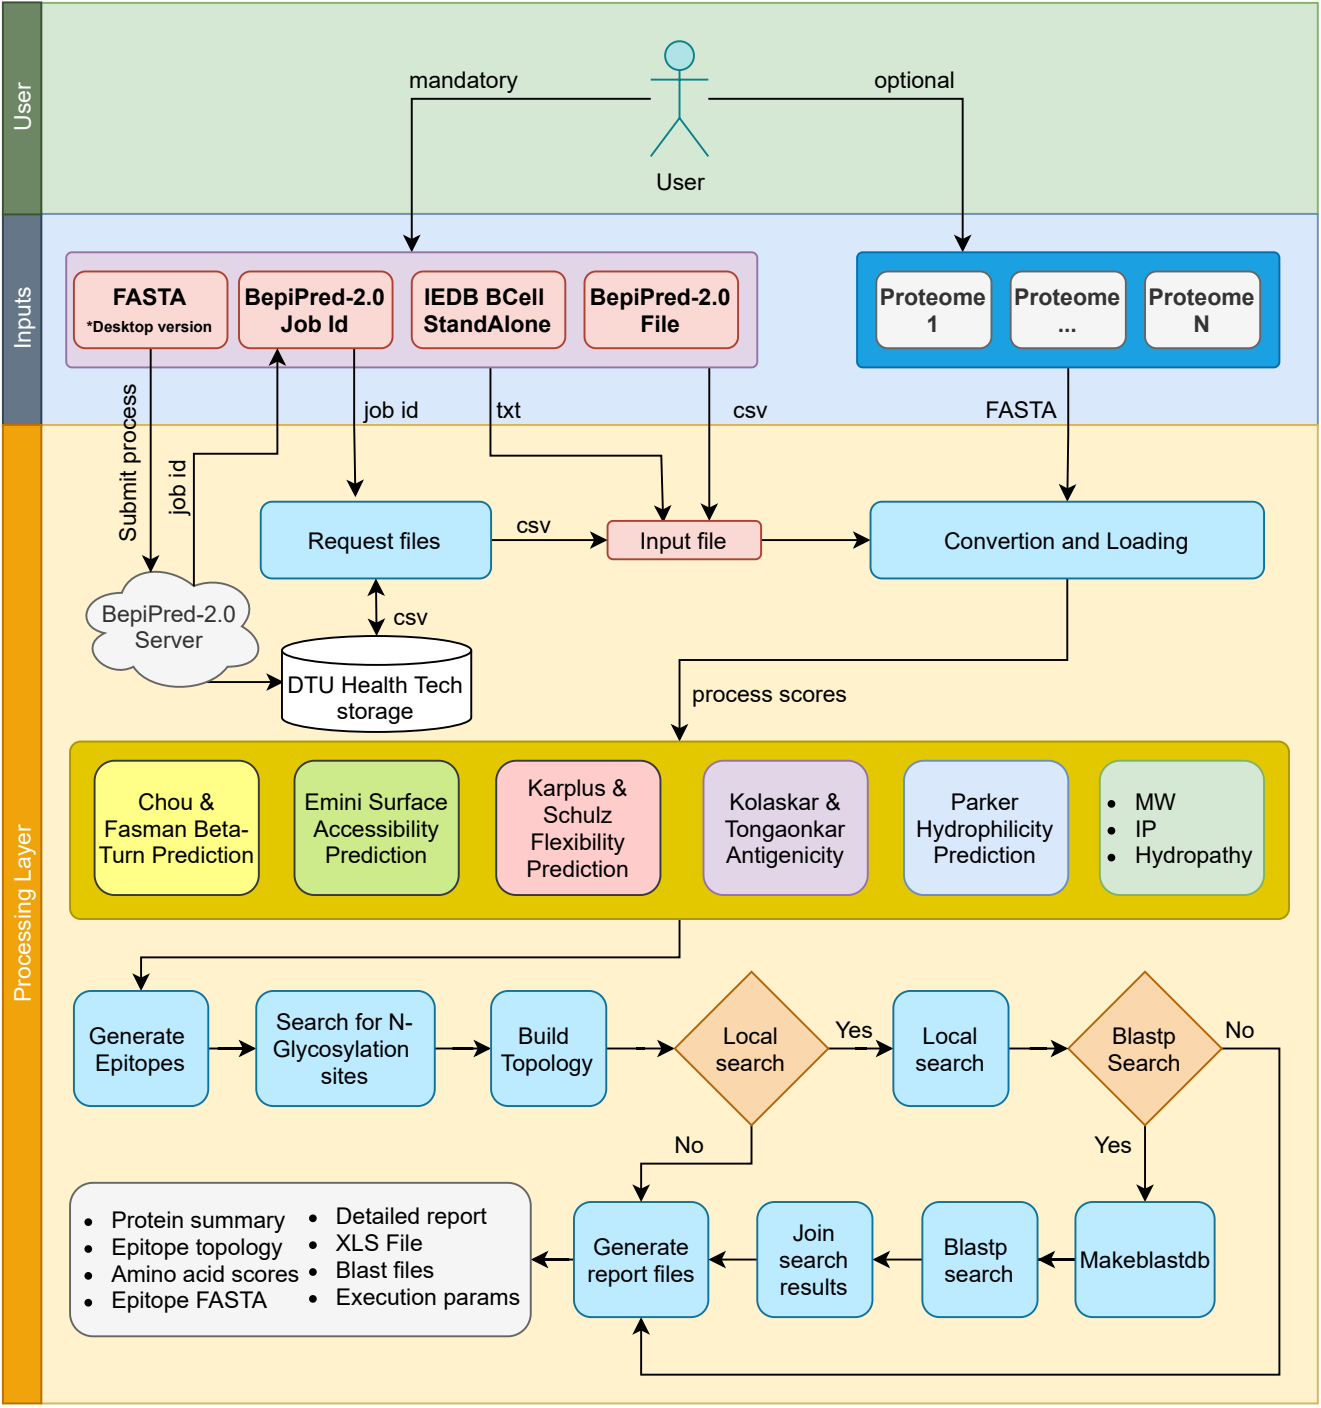 User
mandatory
optional
User
Inputs
FASTA
*Desktop version
BepiPred-2.0
Job Id
IEDB BCell
StandAlone
BepiPred-2.0
File
Proteome
1
Proteome
...
Proteome
N
Submit process
job id
job id
txt
csv
FASTA
Processing Layer
Request files
csv
Input file
Convertion and Loading
BepiPred-2.0
Server
csv
DTU Health Tech
storage
process scores
Chou &
Fasman Beta-
Turn Prediction
Emini Surface
Accessibility
Prediction
Karplus &
Schulz
Flexibility
Prediction
Kolaskar &
Tongaonkar
Antigenicity
Parker
Hydrophilicity
Prediction
• MW
• IP
• Hydropathy
Generate
Epitopes
Search for N-
Glycosylation
sites
Build
Topology
Local
search
Yes
Local
search
Blastp
Search
No
No
Yes
• Protein summary
• Epitope topology
• Amino acid scores
• Epitope FASTA
• Detailed report
• XLS File
• Blast files
• Execution params
Generate
report files
Join
search
results
Blastp
search
Makeblastdb